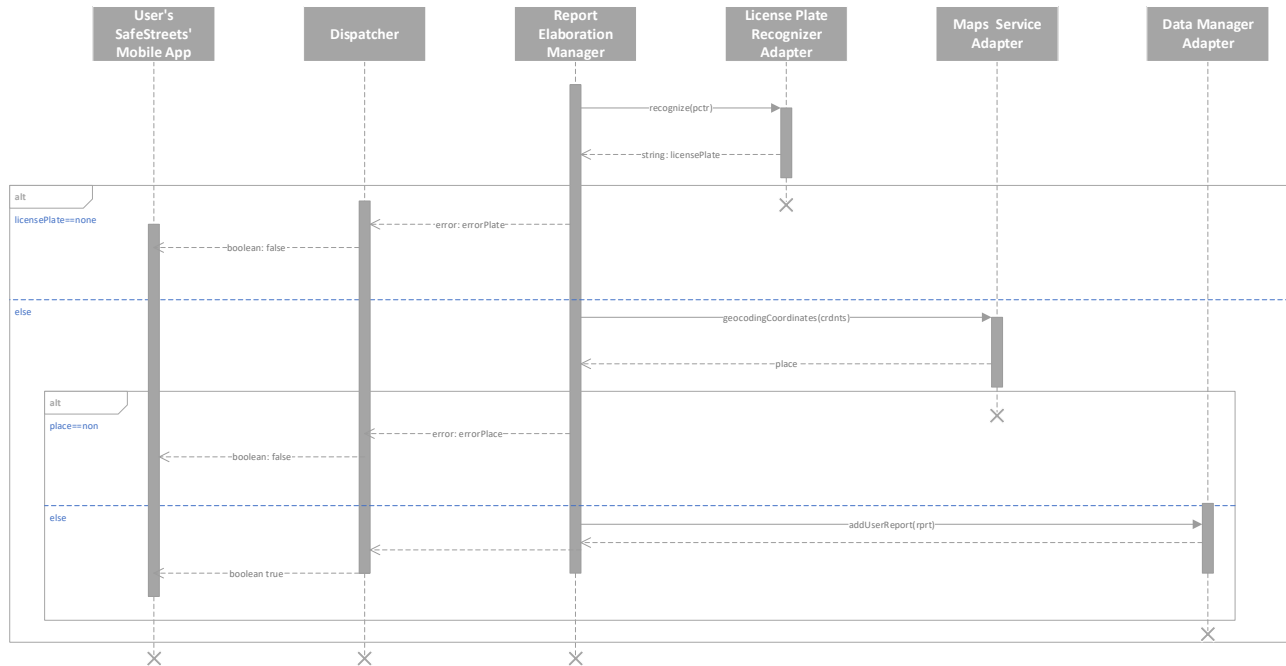 User's
SafeStreets'
Mobile App
Dispatcher
Report
Elaboration
Manager
License Plate
Recognizer
Adapter
Maps Service
Adapter
Data Manager
Adapter
recognize(pctr)
string: licensePlate
alt
licensePlate==none
error: errorPlate
boolean: false
else
geocodingCoordinates(crdnts)
place
alt
place==non
error: errorPlace
boolean: false
else
addUserReport(rprt)
boolean true